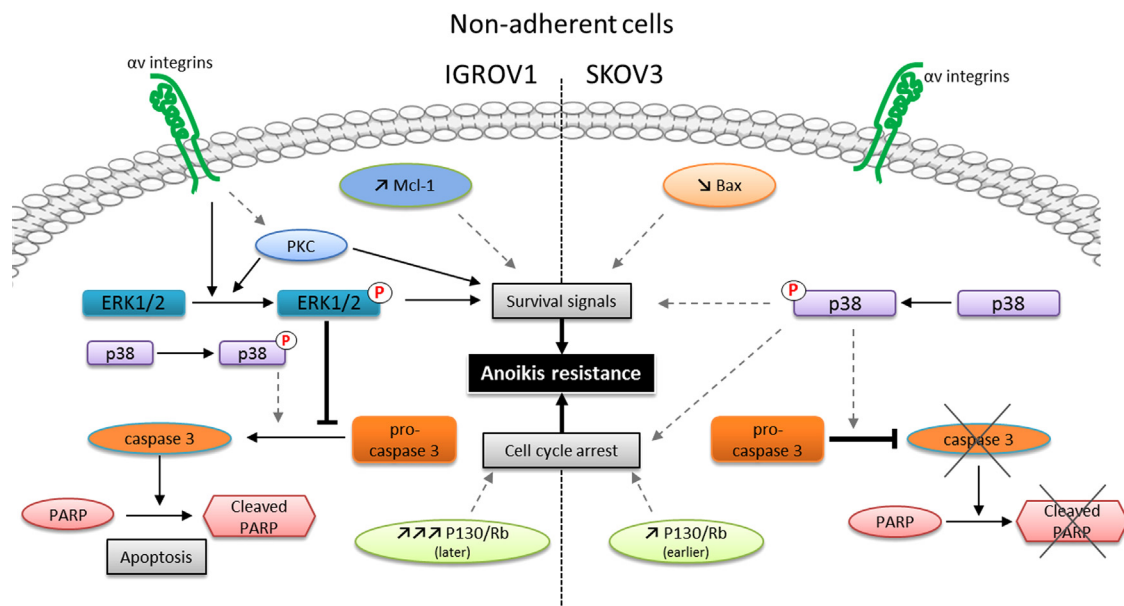 Non-adherent cells
IGROV1
SKOV3
αv integrins
αv integrins
↗ Mcl-1
↘ Bax
PKC
ERK1/2
ERK1/2
P
Survival signals
P
p38
p38
p38
p38
P
Anoikis resistance
caspase 3
pro-
caspase 3
Cell cycle arrest
pro-
caspase 3
caspase 3
PARP
Cleaved
PARP
Apoptosis
↗↗↗ P130/Rb
(later)
↗ P130/Rb
(earlier)
PARP
Cleaved
PARP